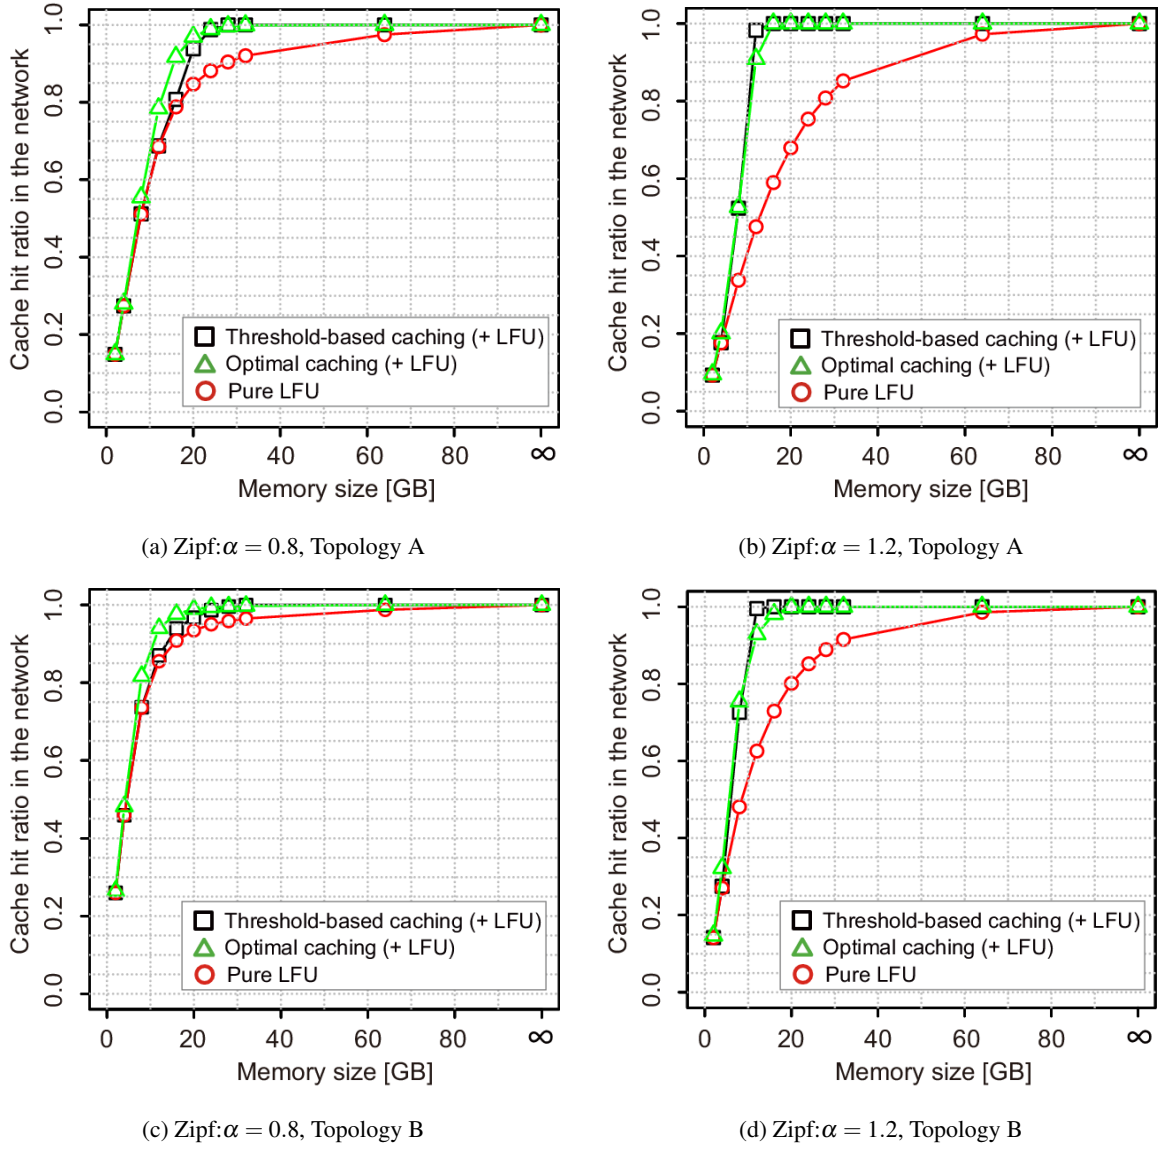 Cache hit ratio in the network
1.0
0.8
0.6
0.4
0.2
0.0
Threshold-based caching (+ LFU)
Optimal caching (+ LFU)
Pure LFU
0 20 40 60 80 ∞
Memory size [GB]
(a) Zipf:α = 0.8, Topology A
Cache hit ratio in the network
1.0
0.8
0.6
0.4
0.2
0.0
Threshold-based caching (+ LFU)
Optimal caching (+ LFU)
Pure LFU
0 20 40 60 80 ∞
Memory size [GB]
(b) Zipf:α = 1.2, Topology A
Cache hit ratio in the network
1.0
0.8
0.6
0.4
0.2
0.0
Threshold-based caching (+ LFU)
Optimal caching (+ LFU)
Pure LFU
0 20 40 60 80 ∞
Memory size [GB]
(c) Zipf:α = 0.8, Topology B
Cache hit ratio in the network
1.0
0.8
0.6
0.4
0.2
0.0
Threshold-based caching (+ LFU)
Optimal caching (+ LFU)
Pure LFU
0 20 40 60 80 ∞
Memory size [GB]
(d) Zipf:α = 1.2, Topology B